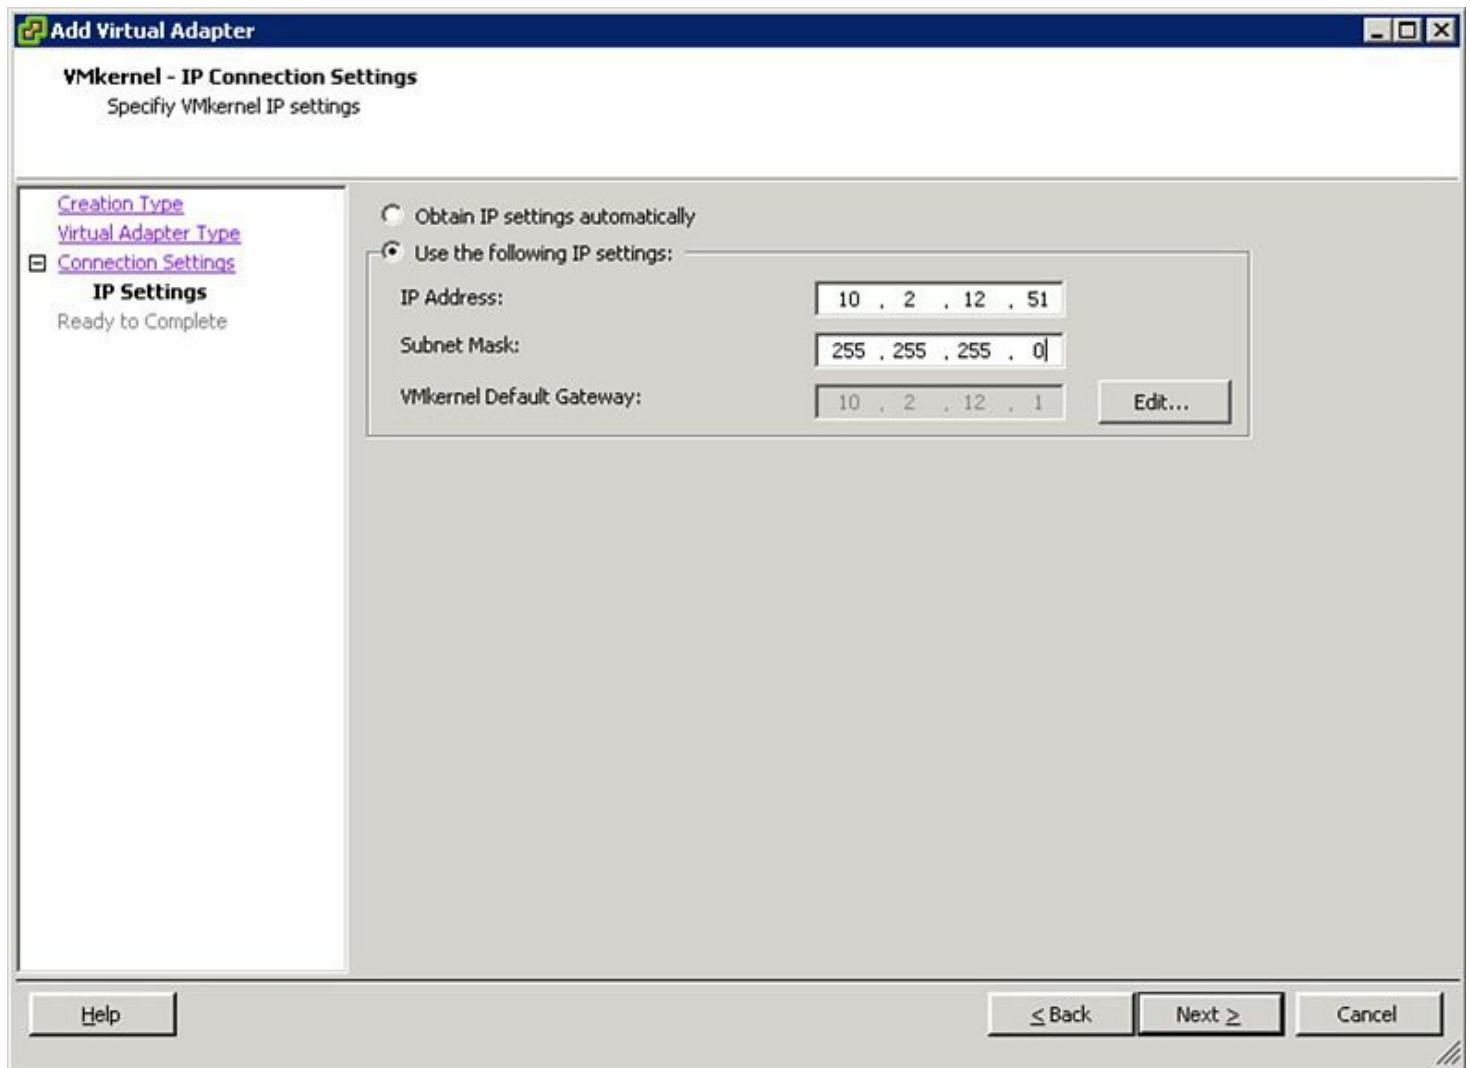 Add Virtual Adapter
VMkernel - IP Connection Settings
Specifiy VMkernel IP settings
Creation Type
Virtual Adapter Type
Connection Settings
IP Settings
Ready to Complete
Obtain IP settings automatically
Use the following IP settings:
IP Address: 10 . 2 . 12 . 51
Subnet Mask: 255 . 255 . 255 . 0
VMkernel Default Gateway: 10 . 2 . 12 . 1 Edit...
Help ≤ Back Next ≥ Cancel